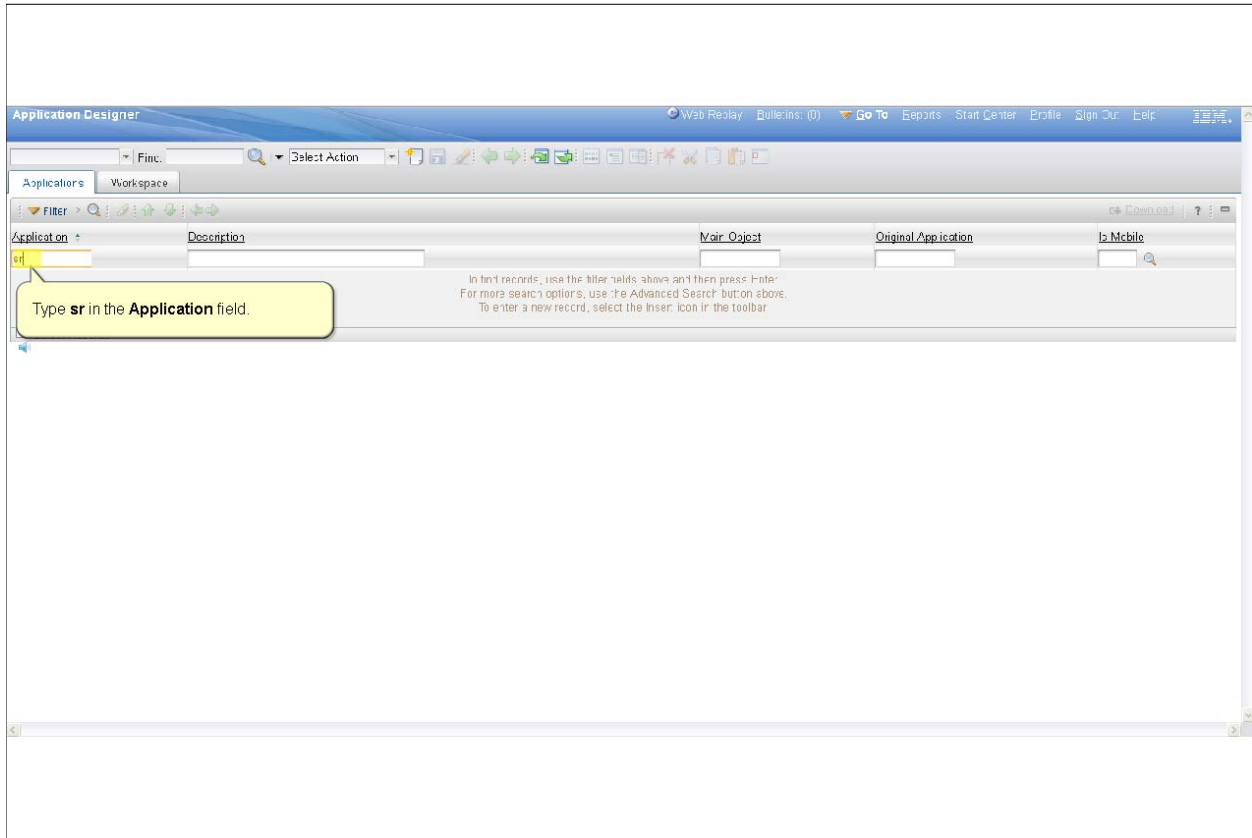 Application Designer
Web Replay Bulletins: (0) Go To Reports Start Center Profile Sign Out Help IBM.
Find: Select Action
Applications Workspace
Filter Download ?
Application Description Main Object Original Application Is Mobile
sr
To find records, use the filter fields above and then press Enter.
For more search options, use the Advanced Search button above.
To enter a new record, select the Insert icon in the toolbar.
Type sr in the Application field.